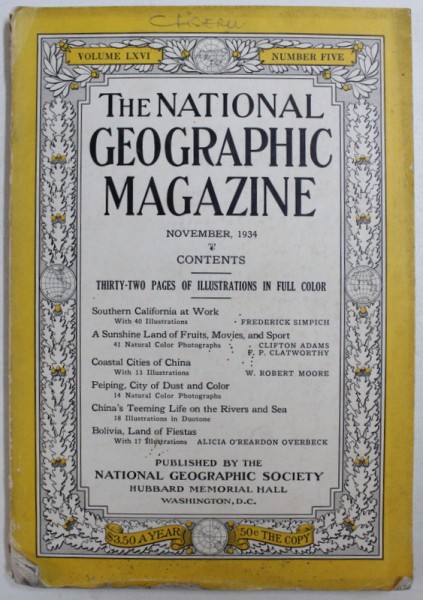 VOLUME LXVI NUMBER FIVE
THE NATIONAL
GEOGRAPHIC
MAGAZINE
NOVEMBER, 1934
CONTENTS
THIRTY-TWO PAGES OF ILLUSTRATIONS IN FULL COLOR
Southern California at Work
With 40 Illustrations FREDERICK SIMPICH
A Sunshine Land of Fruits, Movies, and Sport
41 Natural Color Photographs CLIFTON ADAMS
F. P. CLATWORTHY
Coastal Cities of China
With 13 Illustrations W. ROBERT MOORE
Peiping, City of Dust and Color
14 Natural Color Photographs
China's Teeming Life on the Rivers and Sea
18 Illustrations in Duotone
Bolivia, Land of Fiestas
With 17 Illustrations ALICIA O'REARDON OVERBECK
PUBLISHED BY THE
NATIONAL GEOGRAPHIC SOCIETY
HUBBARD MEMORIAL HALL
WASHINGTON, D.C.
$3.50 A YEAR 50¢ THE COPY